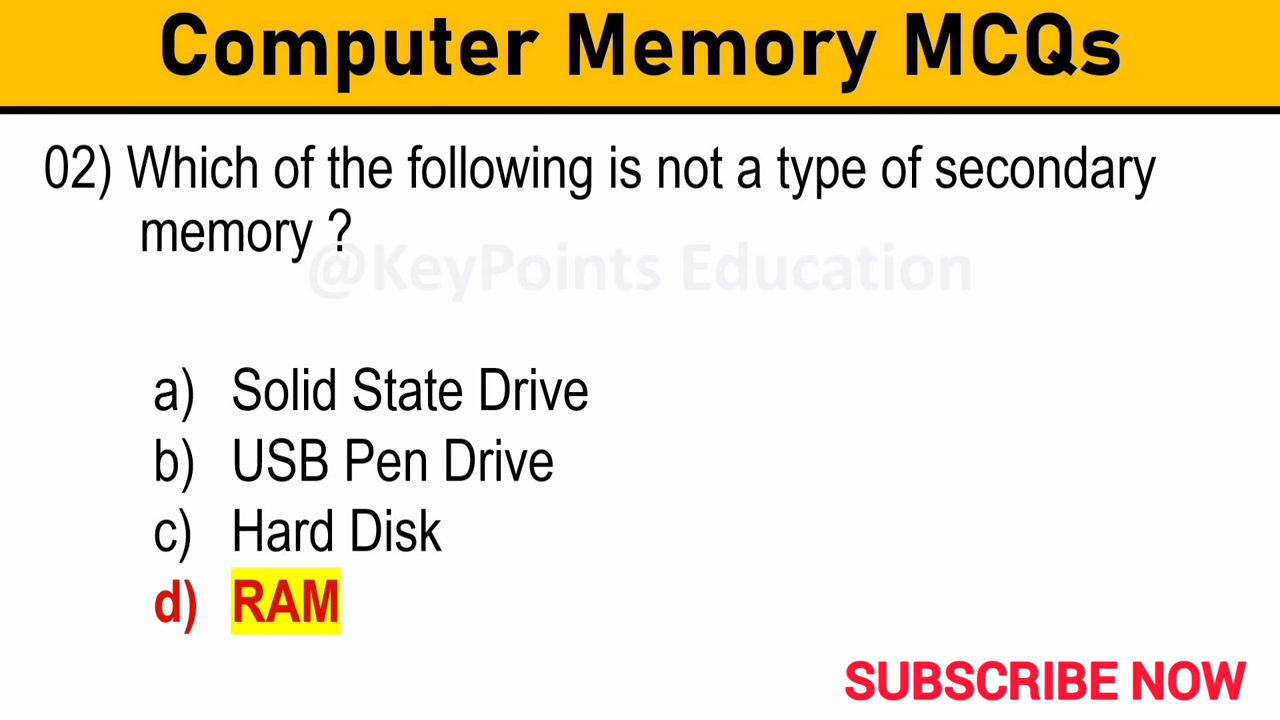 Computer Memory MCQs
02) Which of the following is not a type of secondary
memory ?
@KeyPoints Education
a) Solid State Drive
b) USB Pen Drive
c) Hard Disk
d) RAM
SUBSCRIBE NOW